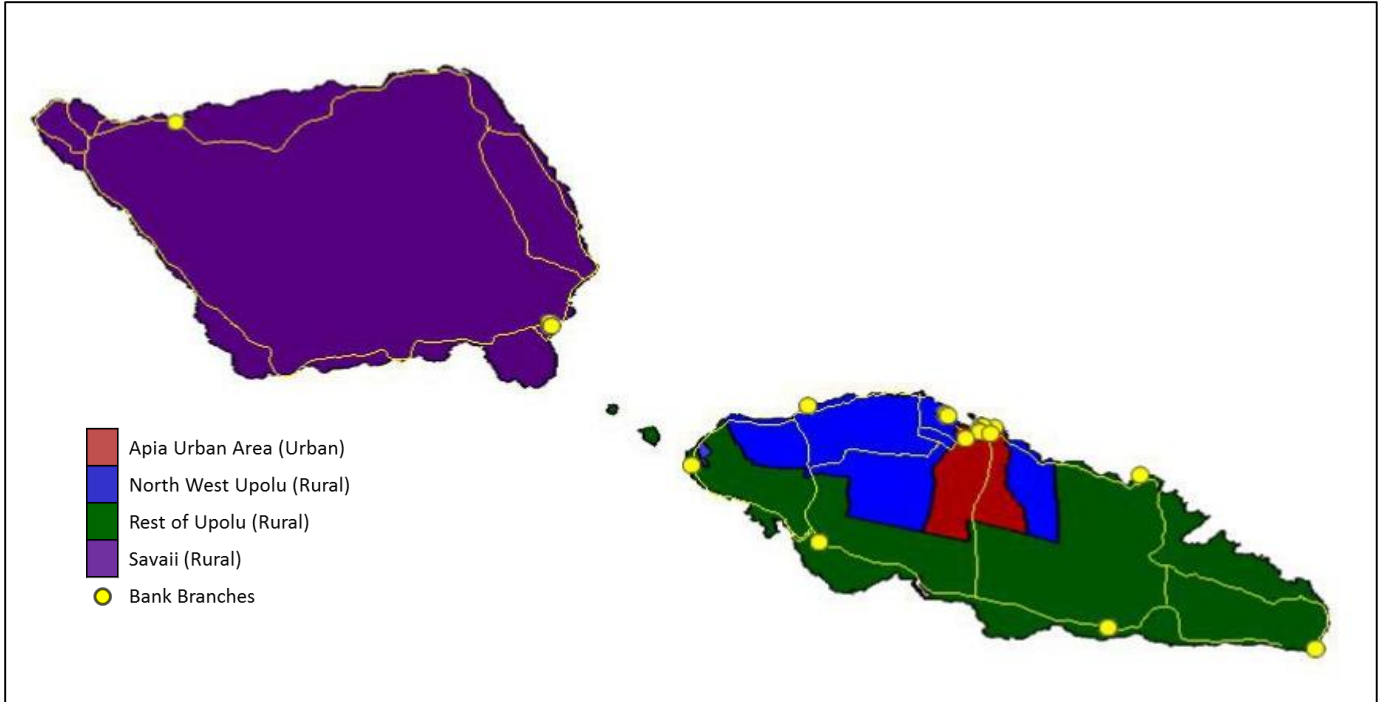 Apia Urban Area (Urban)
North West Upolu (Rural)
Rest of Upolu (Rural)
Savaii (Rural)
Bank Branches